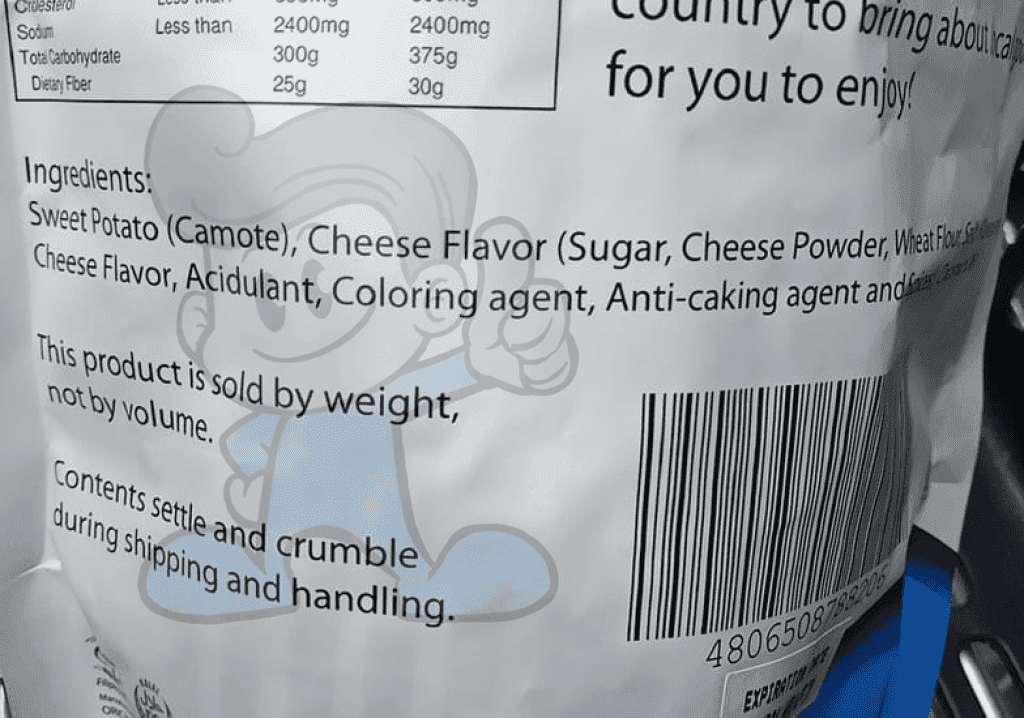 Less than
Sodium Less than 2400mg 2400mg
Total Carbohydrate 300g 375g
Dietary Fiber 25g 30g
country to bring about
for you to enjoy!
Ingredients:
Sweet Potato (Camote), Cheese Flavor (Sugar, Cheese Powder, Wheat Flour,
Cheese Flavor, Acidulant, Coloring agent, Anti-caking agent and
This product is sold by weight,
not by volume.
Contents settle and crumble
during shipping and handling.
4806508788206